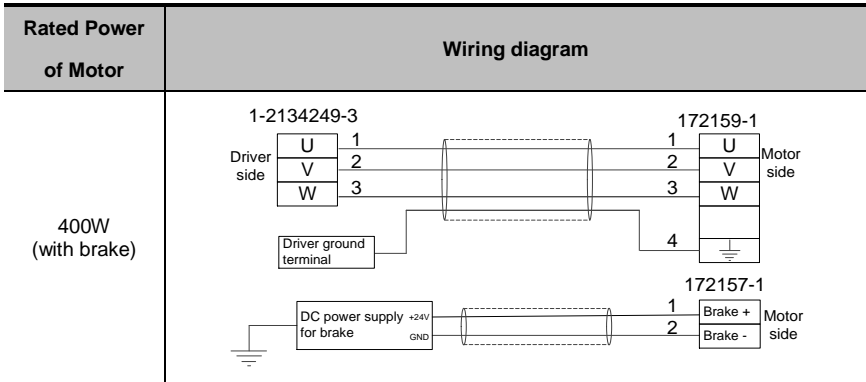 Rated Power
of Motor
Wiring diagram
400W
(with brake)
1-2134249-3
172159-1
Driver
side
U
V
W
1
2
3
1
2
3
4
U
V
W
Motor
side
Driver ground
terminal
172157-1
DC power supply
for brake
+24V
GND
1
2
Brake +
Brake -
Motor
side